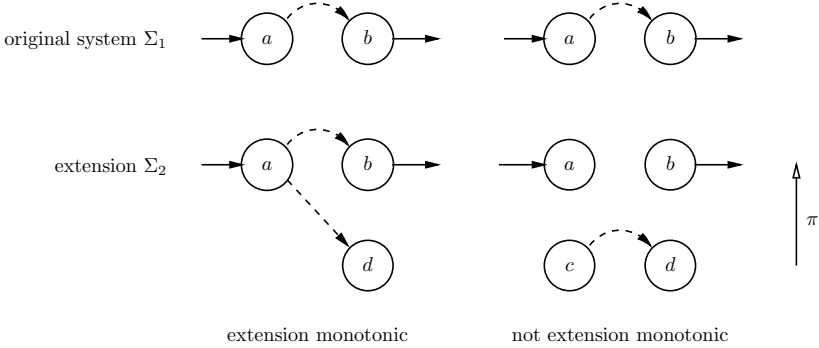 original system Σ₁ a b a b
extension Σ₂ a b a b
π
d c d
extension monotonic not extension monotonic